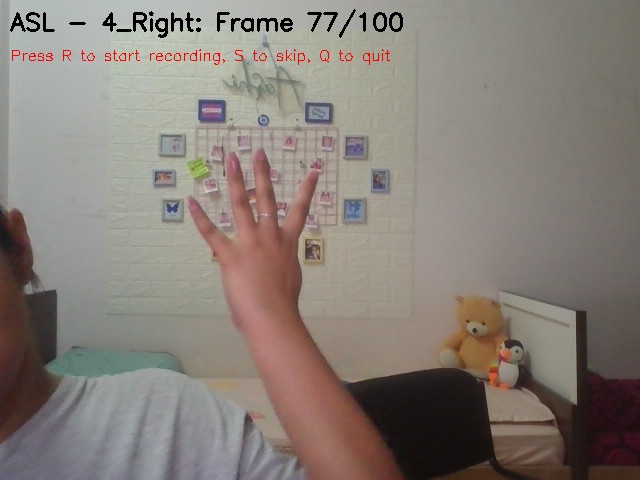 ASL - 4_Right: Frame 77/100
Press R to start recording, S to skip, Q to quit